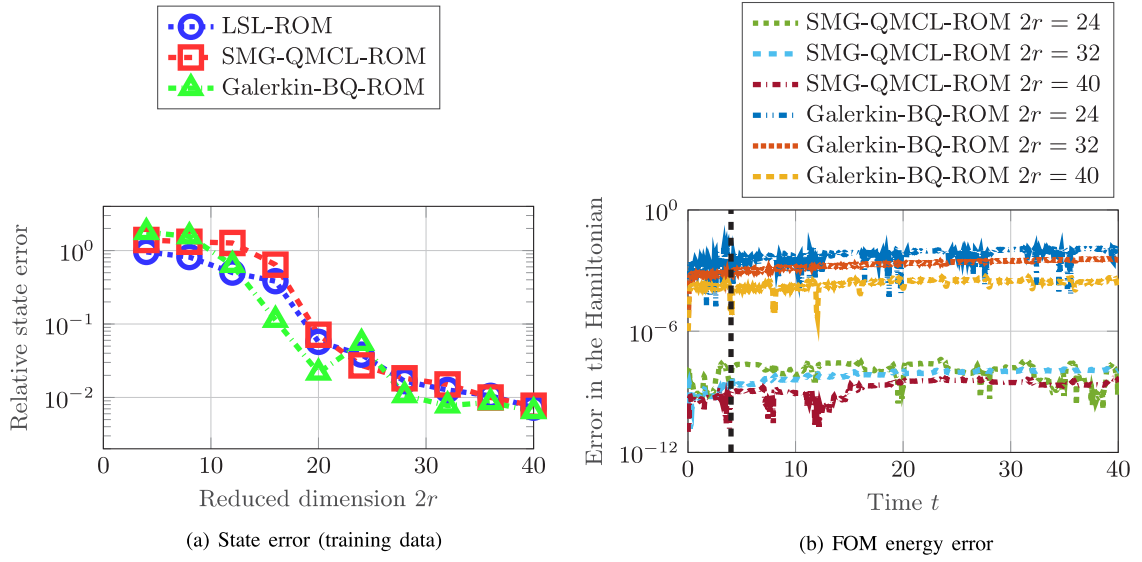 LSL-ROM
SMG-QMCL-ROM
Galerkin-BQ-ROM
Relative state error
10^0
10^{-1}
10^{-2}
0 10 20 30 40
Reduced dimension 2r
(a) State error (training data)
SMG-QMCL-ROM 2r = 24
SMG-QMCL-ROM 2r = 32
SMG-QMCL-ROM 2r = 40
Galerkin-BQ-ROM 2r = 24
Galerkin-BQ-ROM 2r = 32
Galerkin-BQ-ROM 2r = 40
Error in the Hamiltonian
10^0
10^{-6}
10^{-12}
0 10 20 30 40
Time t
(b) FOM energy error